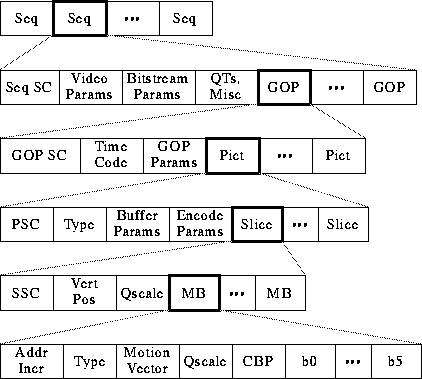 Seq Seq ... Seq
Seq SC Video Params Bitstream Params QTs, Misc GOP ... GOP
GOP SC Time Code GOP Params Pict ... Pict
PSC Type Buffer Params Encode Params Slice ... Slice
SSC Vert Pos Qscale MB ... MB
Addr Incr Type Motion Vector Qscale CBP b0 ... b5